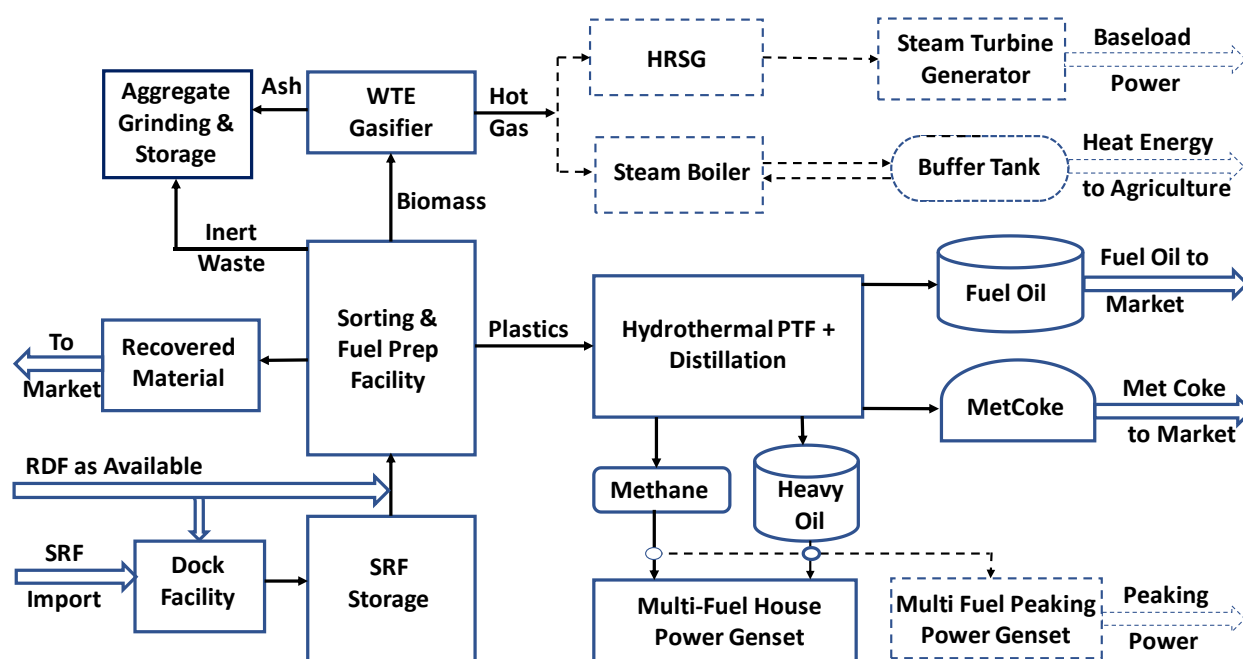 HRSG
Steam Turbine
Generator
Baseload
Power
Aggregate
Grinding &
Storage
Ash
WTE
Gasifier
Hot
Gas
Steam Boiler
Buffer Tank
Heat Energy
to Agriculture
Biomass
Inert
Waste
Sorting &
Fuel Prep
Facility
Plastics
Hydrothermal PTF +
Distillation
Fuel Oil
Fuel Oil to
Market
To
Market
Recovered
Material
MetCoke
Met Coke
to Market
RDF as Available
Methane
Heavy
Oil
SRF
Import
Dock
Facility
SRF
Storage
Multi-Fuel House
Power Genset
Multi Fuel Peaking
Power Genset
Peaking
Power